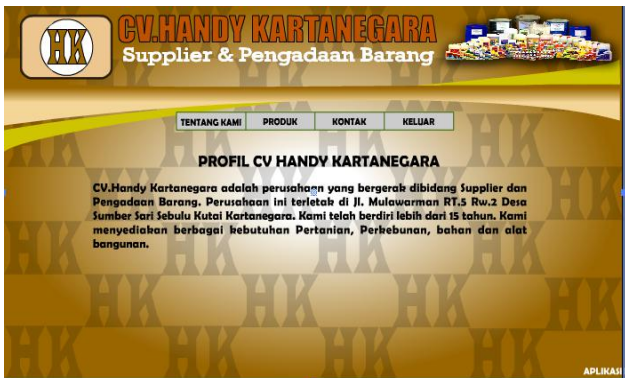 HK
CV.HANDY KARTANEGARA
Supplier & Pengadaan Barang
TENTANG KAMI PRODUK KONTAK KELUAR
PROFIL CV HANDY KARTANEGARA
CV.Handy Kartanegara adalah perusahaan yang bergerak dibidang Supplier dan
Pengadaan Barang. Perusahaan ini terletak di Jl. Mulawarman RT.5 Rw.2 Desa
Sumber Sari Sebulu Kutai Kartanegara. Kami telah berdiri lebih dari 15 tahun. Kami
menyediakan berbagai kebutuhan Pertanian, Perkebunan, bahan dan alat
bangunan.
APLIKASI